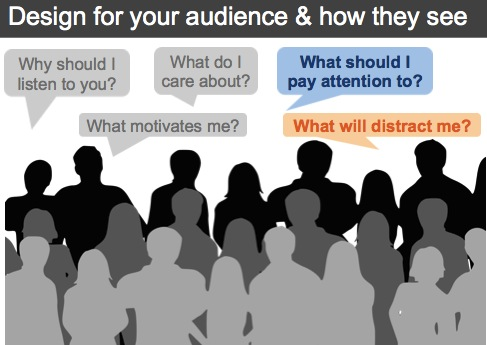 Design for your audience & how they see
Why should I
listen to you?
What do I
care about?
What should I
pay attention to?
What motivates me?
What will distract me?